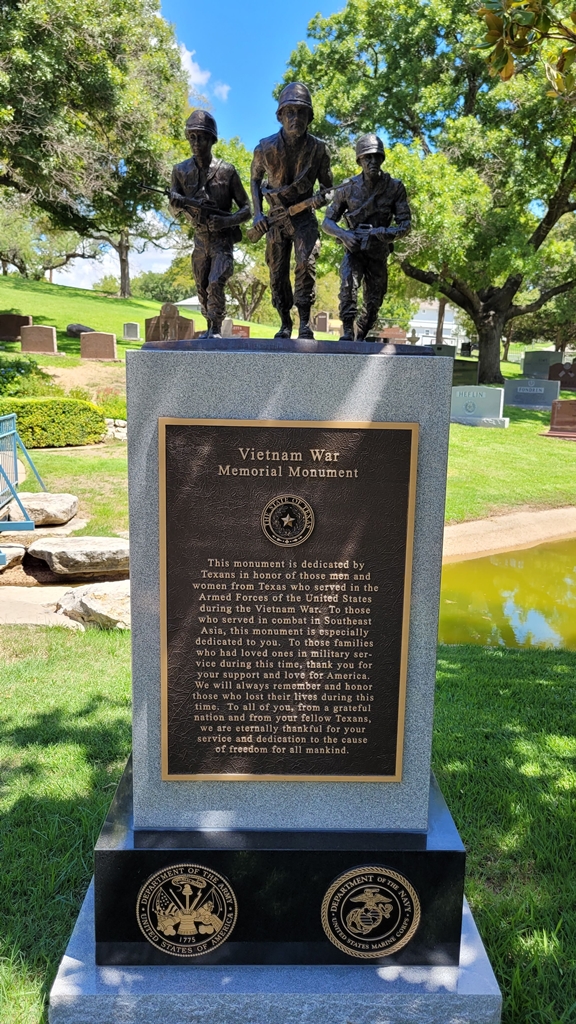 Vietnam War
Memorial Monument
THE STATE OF TEXAS
This monument is dedicated by
Texans in honor of those men and
women from Texas who served in the
Armed Forces of the United States
during the Vietnam War. To those
who served in combat in Southeast
Asia, this monument is especially
dedicated to you. To those families
who had loved ones in military ser-
vice during this time, thank you for
your support and love for America.
We will always remember and honor
those who lost their lives during this
time. To all of you, from a grateful
nation and from your fellow Texans,
we are eternally thankful for your
service and dedication to the cause
of freedom for all mankind.
DEPARTMENT OF THE ARMY
UNITED STATES OF AMERICA
1775
DEPARTMENT OF THE NAVY
UNITED STATES MARINE CORPS